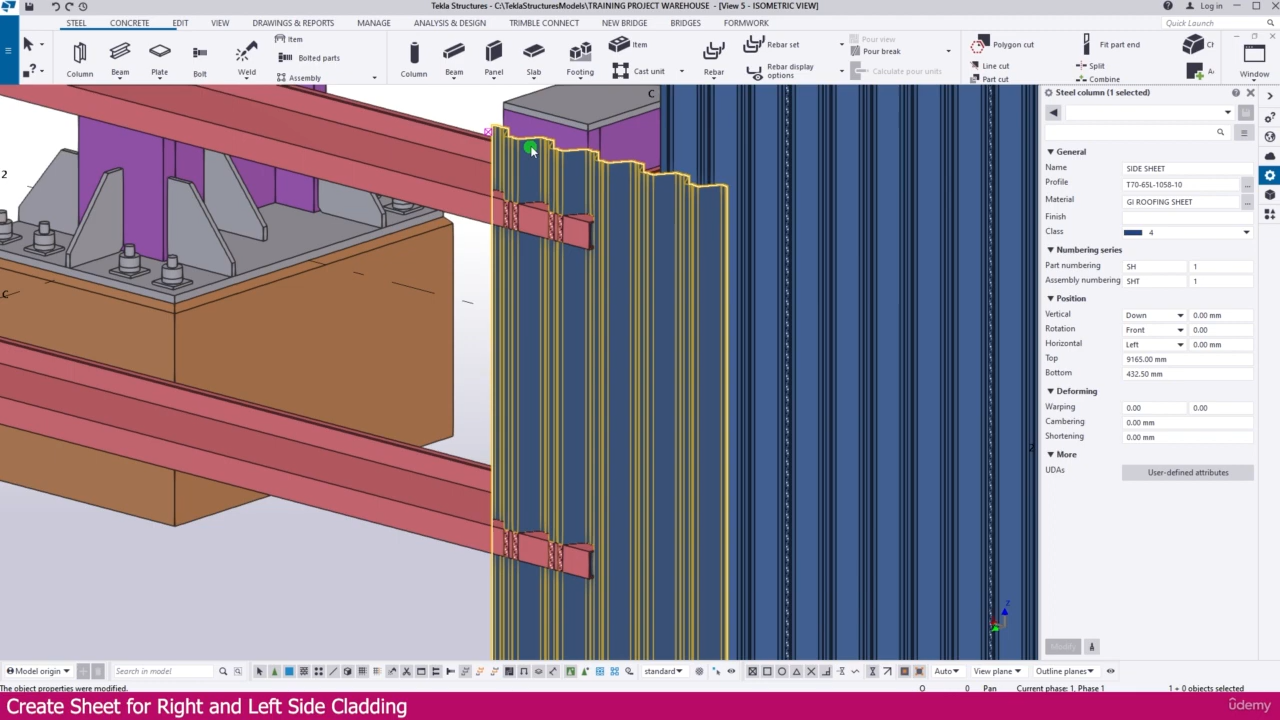 Tekla Structures - C:\TeklaStructuresModels\TRAINING PROJECT WAREHOUSE - [View 5 - ISOMETRIC VIEW]
Log in
STEEL CONCRETE EDIT VIEW DRAWINGS & REPORTS MANAGE ANALYSIS & DESIGN TRIMBLE CONNECT NEW BRIDGE BRIDGES FORMWORK
Quick Launch
Item
Bolted parts
Assembly
Column Beam Plate Bolt Weld
Column Beam Panel Slab Footing
Item
Cast unit
Rebar
Rebar set
Rebar display options
Pour view
Pour break
Calculate pour units
Polygon cut
Line cut
Part cut
Fit part end
Split
Combine
Window
Steel column (1 selected)
General
Name SIDE SHEET
Profile T70-65L-1058-10
Material GI ROOFING SHEET
Finish
Class 4
Numbering series
Part numbering SH 1
Assembly numbering SHT 1
Position
Vertical Down 0.00 mm
Rotation Front 0.00
Horizontal Left 0.00 mm
Top 9165.00 mm
Bottom 432.50 mm
Deforming
Warping 0.00 0.00
Cambering 0.00 mm
Shortening 0.00 mm
More
UDAs User-defined attributes
Modify
C
2
C
2
Z
Model origin
Search in model
standard
Auto
View plane
Outline planes
The object properties were modified.
O 0 Pan Current phase: 1, Phase 1 1 + 0 objects selected
Create Sheet for Right and Left Side Cladding
ûdemy